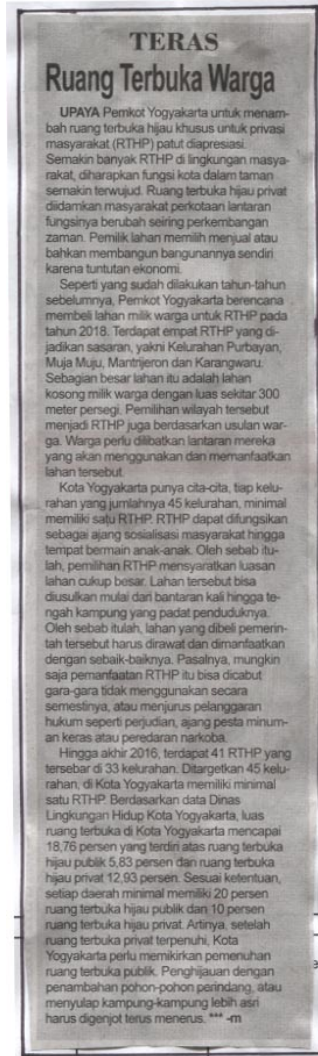 TERAS
Ruang Terbuka Warga
UPAYA Pemkot Yogyakarta untuk menam-
bah ruang terbuka hijau khusus untuk privasi
masyarakat (RTHP) patut diapresiasi.
Semakin banyak RTHP di lingkungan masya-
rakat, diharapkan fungsi kota dalam taman
semakin terwujud. Ruang terbuka hijau privat
diidamkan masyarakat perkotaan lantaran
fungsinya berubah seiring perkembangan
zaman. Pemilik lahan memilih menjual atau
bahkan membangun bangunannya sendiri
karena tuntutan ekonomi.
Seperti yang sudah dilakukan tahun-tahun
sebelumnya, Pemkot Yogyakarta berencana
membeli lahan milik warga untuk RTHP pada
tahun 2018. Terdapat empat RTHP yang di-
jadikan sasaran, yakni Kelurahan Purbayan,
Muja Muju, Mantrijeron dan Karangwaru.
Sebagian besar lahan itu adalah lahan
kosong milik warga dengan luas sekitar 300
meter persegi. Pemilihan wilayah tersebut
menjadi RTHP juga berdasarkan usulan war-
ga. Warga perlu dilibatkan lantaran mereka
yang akan menggunakan dan memanfaatkan
lahan tersebut.
Kota Yogyakarta punya cita-cita, tiap kelu-
rahan yang jumlahnya 45 kelurahan, minimal
memiliki satu RTHP. RTHP dapat difungsikan
sebagai ajang sosialisasi masyarakat hingga
tempat bermain anak-anak. Oleh sebab itu-
lah, pemilihan RTHP mensyaratkan luasan
lahan cukup besar. Lahan tersebut bisa
diusulkan mulai dari bantaran kali hingga te-
ngah kampung yang padat penduduknya.
Oleh sebab itulah, lahan yang dibeli pemerin-
tah tersebut harus dirawat dan dimanfaatkan
dengan sebaik-baiknya. Pasalnya, mungkin
saja pemanfaatan RTHP itu bisa dicabut
gara-gara tidak menggunakan secara
semestinya, atau menjurus pelanggaran
hukum seperti perjudian, ajang pesta minum-
an keras atau peredaran narkoba.
Hingga akhir 2016, terdapat 41 RTHP yang
tersebar di 33 kelurahan. Ditargetkan 45 kelu-
rahan, di Kota Yogyakarta memiliki minimal
satu RTHP. Berdasarkan data Dinas
Lingkungan Hidup Kota Yogyakarta, luas
ruang terbuka di Kota Yogyakarta mencapai
18,76 persen yang terdiri atas ruang terbuka
hijau publik 5,83 persen dan ruang terbuka
hijau privat 12,93 persen. Sesuai ketentuan,
setiap daerah minimal memiliki 20 persen
ruang terbuka hijau publik dan 10 persen
ruang terbuka hijau privat. Artinya, setelah
ruang terbuka privat terpenuhi, Kota
Yogyakarta perlu memikirkan pemenuhan
ruang terbuka publik. Penghijauan dengan
penambahan pohon-pohon perindang, atau
menyulap kampung-kampung lebih asri
harus digenjot terus menerus. *** -m